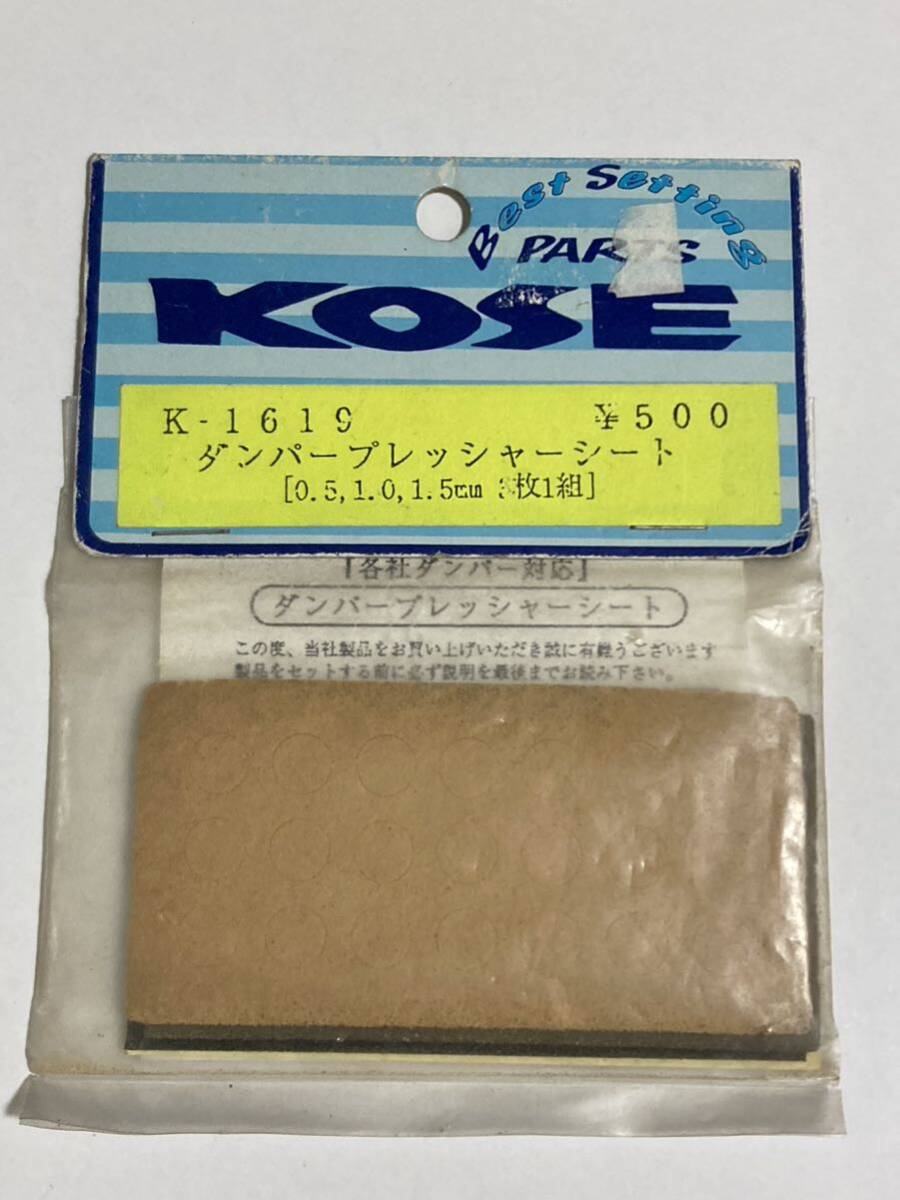 Best Setting
PARTS
KOSE
K-1619 ¥500
ダンパープレッシャーシート
[0.5,1.0,1.5mm 3枚1組]
[各社ダンパー対応]
ダンパープレッシャーシート
この度、当社製品をお買い上げいただき誠に有難うございます
製品をセットする前に必ず説明を最後までお読み下さい。